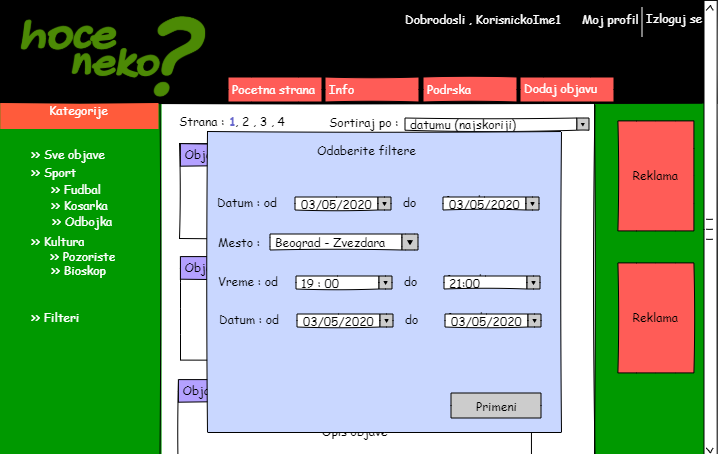 hoce
neko?
Dobrodosli , KorisnickoIme1
Moj profil
Izloguj se
Pocetna strana
Info
Podrska
Dodaj objavu
Kategorije
>> Sve objave
>> Sport
>> Fudbal
>> Kosarka
>> Odbojka
>> Kultura
>> Pozoriste
>> Bioskop
>> Filteri
Strana : 1, 2 , 3 , 4
Sortiraj po :
datumu (najskoriji)
Odaberite filtere
Datum : od
03/05/2020
do
03/05/2020
Mesto :
Beograd - Zvezdara
Vreme : od
19 : 00
do
21:00
Datum : od
03/05/2020
do
03/05/2020
Primeni
Opis objave
Reklama
Reklama